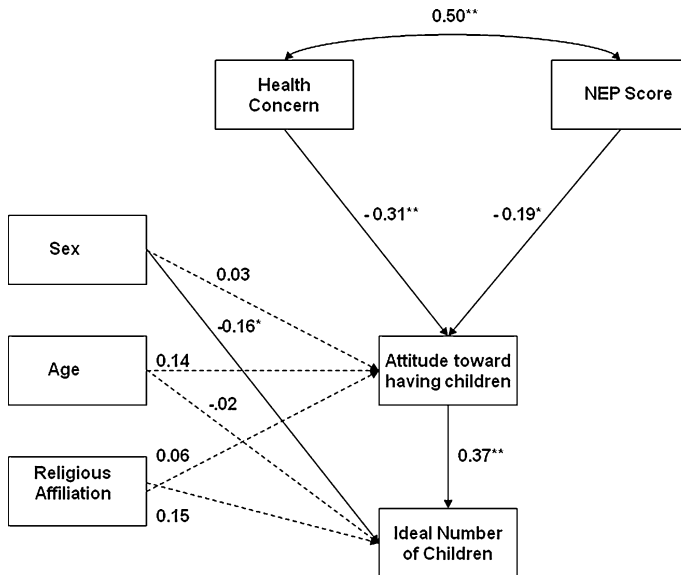 0.50**
Health
Concern
NEP Score
- 0.31**
- 0.19*
Sex
0.03
-0.16*
Age
0.14
Attitude toward
having children
-.02
0.06
0.37**
Religious
Affiliation
0.15
Ideal Number
of Children